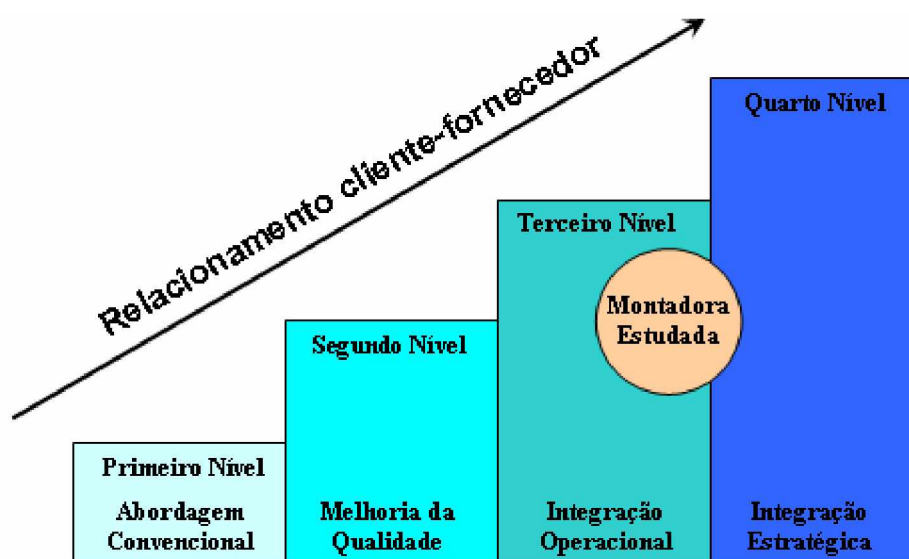 Relacionamento cliente-fornecedor
Quarto Nível
Terceiro Nível
Montadora
Estudada
Segundo Nível
Primeiro Nível
Abordagem
Convencional
Melhoria da
Qualidade
Integração
Operacional
Integração
Estratégica